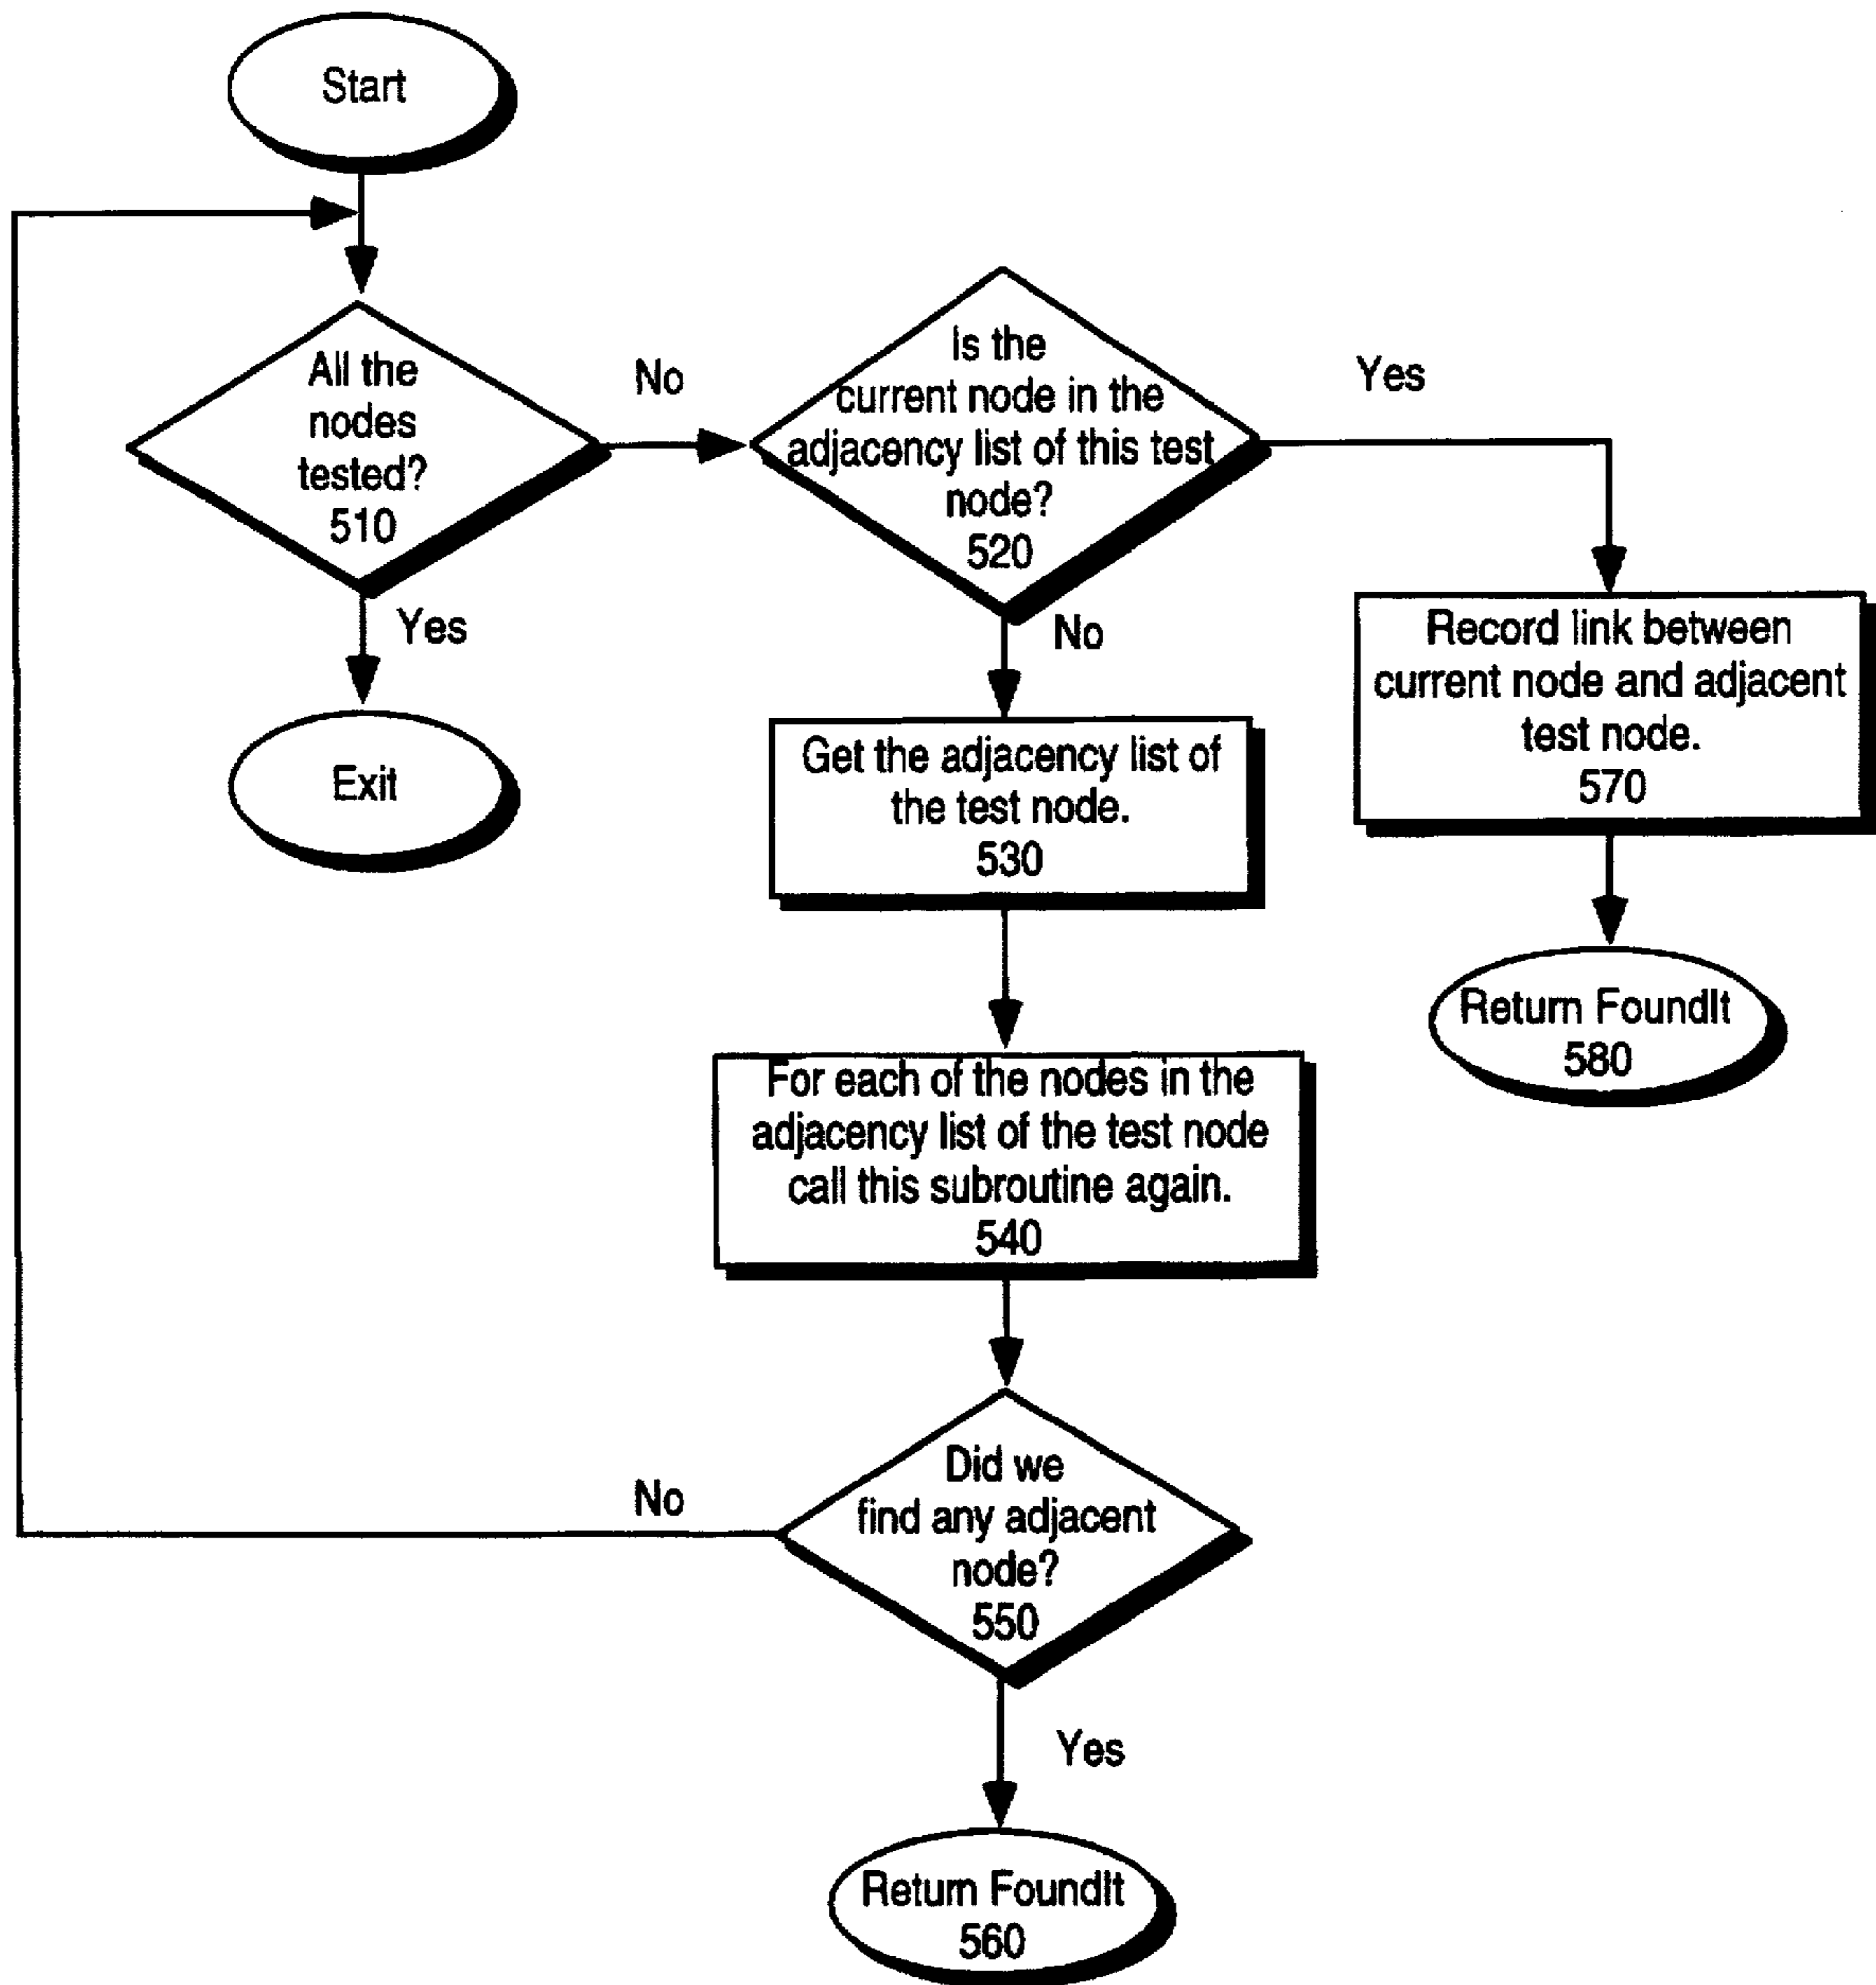 Start
All the
nodes
tested?
510
No
Is the
current node in the
adjacency list of this test
node?
520
Yes
Yes
No
Exit
Get the adjacency list of
the test node.
530
Record link between
current node and adjacent
test node.
570
Return FoundIt
580
For each of the nodes in the
adjacency list of the test node
call this subroutine again.
540
Did we
find any adjacent
node?
550
No
Yes
Return FoundIt
560